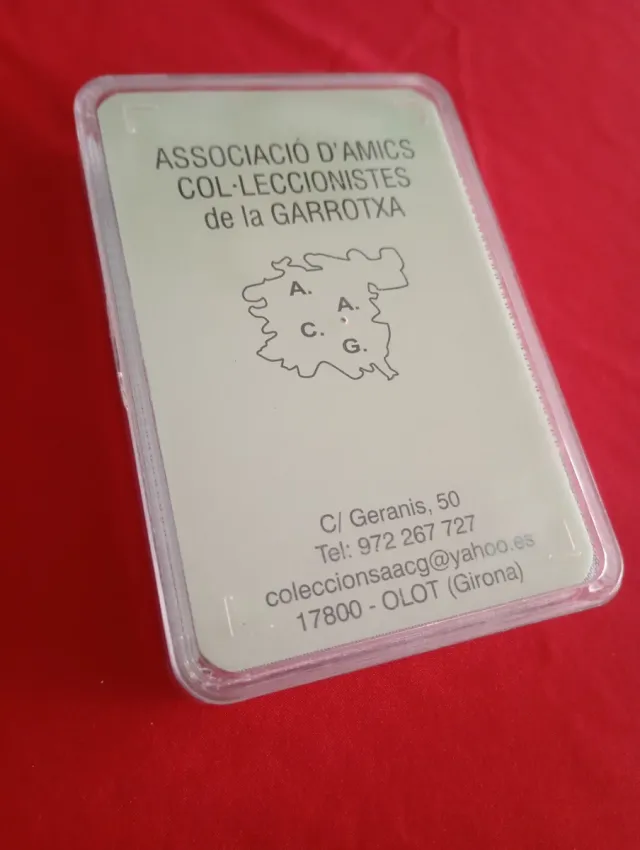 ASSOCIACIÓ D'AMICS
COL·LECCIONISTES
de la GARROTXA
A.
A.
C.
G.
C/ Geranis, 50
Tel: 972 267 727
coleccionsaacg@yahoo.es
17800 - OLOT (Girona)